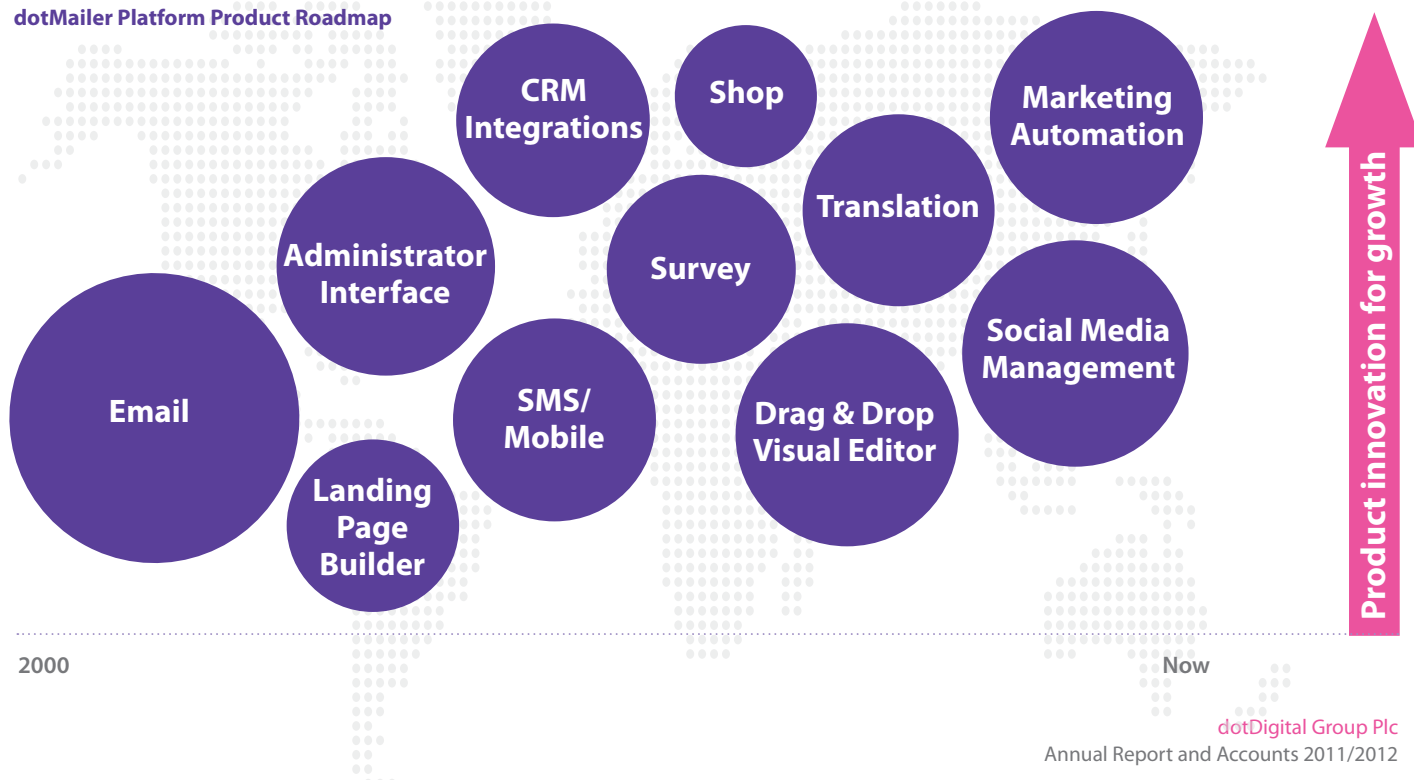 dotMailer Platform Product Roadmap
CRM
Integrations
Shop
Marketing
Automation
Translation
Administrator
Interface
Survey
Social Media
Management
Email
SMS/
Mobile
Drag & Drop
Visual Editor
Landing
Page
Builder
Product innovation for growth
2000
Now
dotDigital Group Plc
Annual Report and Accounts 2011/2012